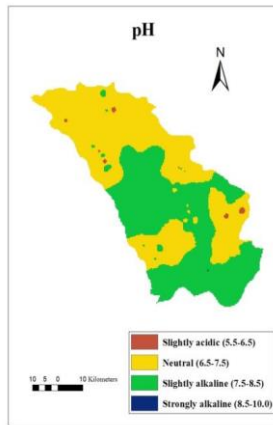 pH
N
10 5 0 10 Kilometers
Slightly acidic (5.5-6.5)
Neutral (6.5-7.5)
Slightly alkaline (7.5-8.5)
Strongly alkaline (8.5-10.0)